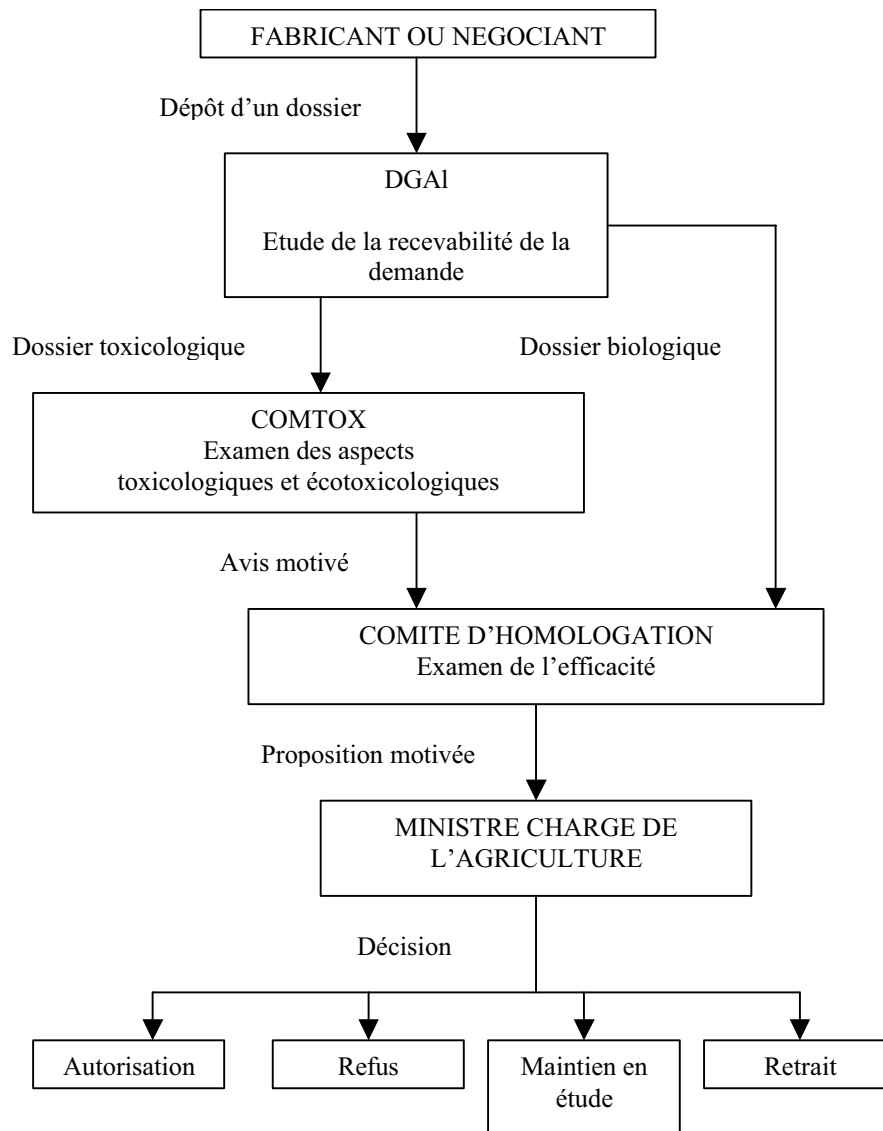 FABRICANT OU NEGOCIANT
Dépôt d’un dossier
DGAl
Etude de la recevabilité de la
demande
Dossier toxicologique
Dossier biologique
COMTOX
Examen des aspects
toxicologiques et écotoxicologiques
Avis motivé
COMITE D’HOMOLOGATION
Examen de l’efficacité
Proposition motivée
MINISTRE CHARGE DE
L’AGRICULTURE
Décision
Autorisation
Refus
Maintien en
étude
Retrait